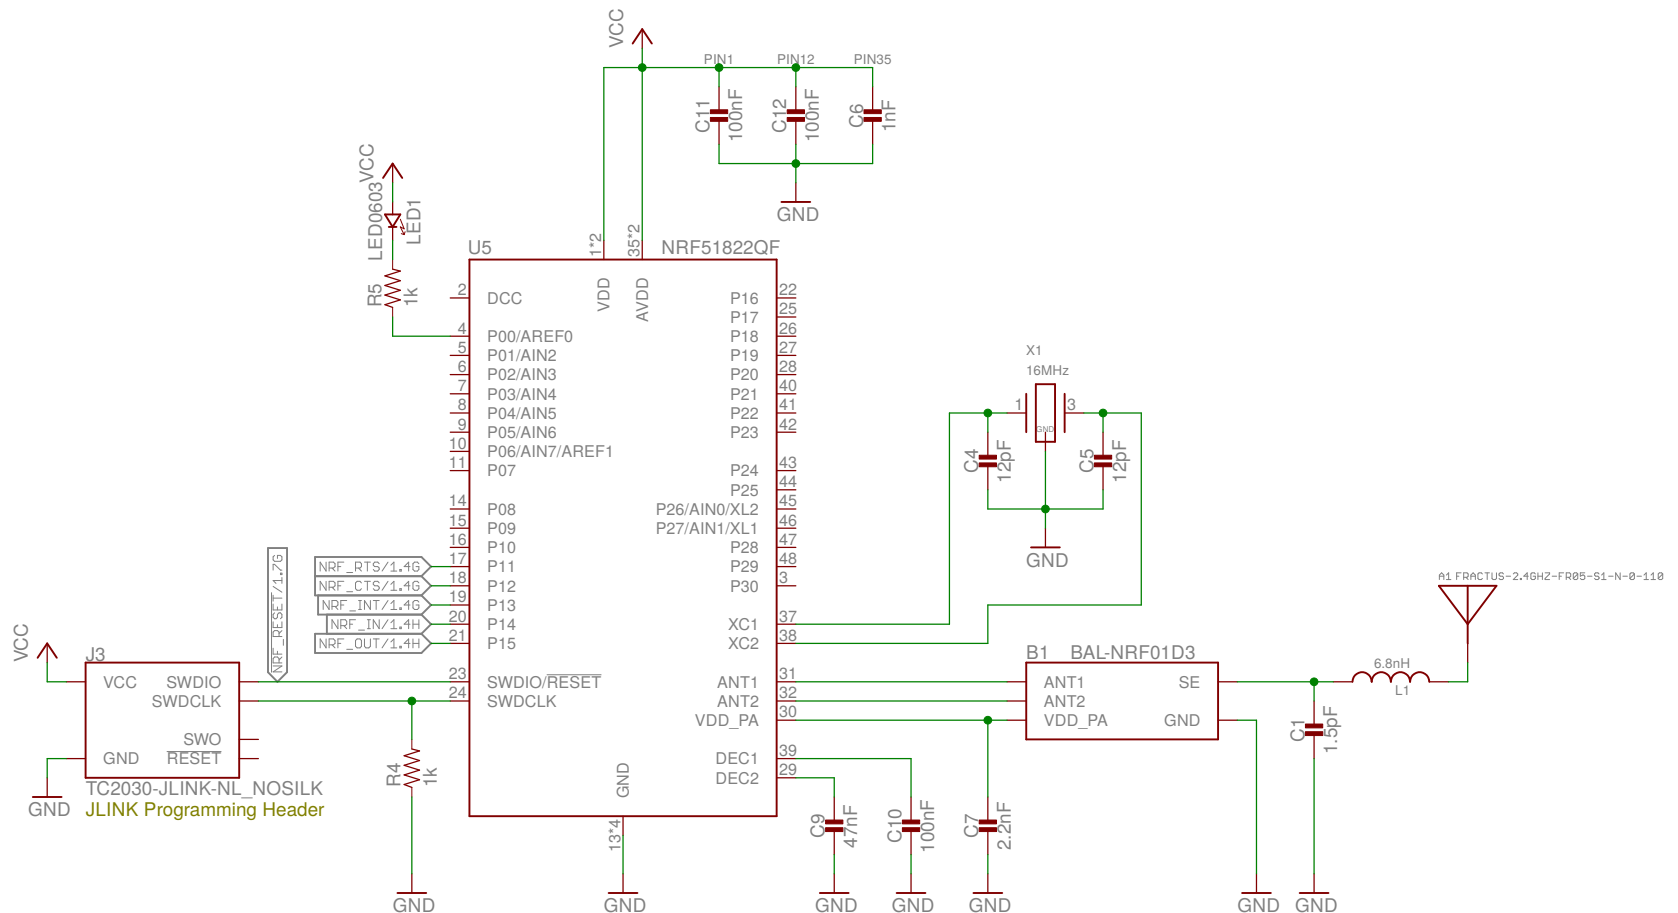 VCC
PIN1
PIN12
PIN35
C11
100nF
C12
100nF
C6
1nF
GND
VCC
LED0603
LED1
R5
1k
U5
NRF51822QF
1*2
35*2
VDD
AVDD
2
DCC
4
P00/AREF0
5
P01/AIN2
6
P02/AIN3
7
P03/AIN4
8
P04/AIN5
9
P05/AIN6
10
P06/AIN7/AREF1
11
P07
14
P08
15
P09
16
P10
17
P11
18
P12
19
P13
20
P14
21
P15
23
SWDIO/RESET
24
SWDCLK
P16
22
P17
25
P18
26
P19
27
P20
28
P21
40
P22
41
P23
42
P24
43
P25
44
P26/AIN0/XL2
45
P27/AIN1/XL1
46
P28
47
P29
48
P30
3
XC1
37
XC2
38
ANT1
31
ANT2
32
VDD_PA
30
DEC1
39
DEC2
29
GND
13*4
GND
NRF_RESET/1.7G
NRF_RTS/1.4G
NRF_CTS/1.4G
NRF_INT/1.4G
NRF_IN/1.4H
NRF_OUT/1.4H
VCC
J3
VCC
SWDIO
SWDCLK
SWO
GND
RESET
TC2030-JLINK-NL_NOSILK
JLINK Programming Header
GND
R4
1k
GND
X1
16MHz
1
3
GND
C4
12pF
C5
12pF
GND
B1
BAL-NRF01D3
ANT1
ANT2
VDD_PA
SE
GND
A1 FRACTUS-2.4GHZ-FR05-S1-N-0-110
6.8nH
L1
C1
1.5pF
C9
47nF
C10
100nF
C7
2.2nF
GND
GND
GND
GND
GND